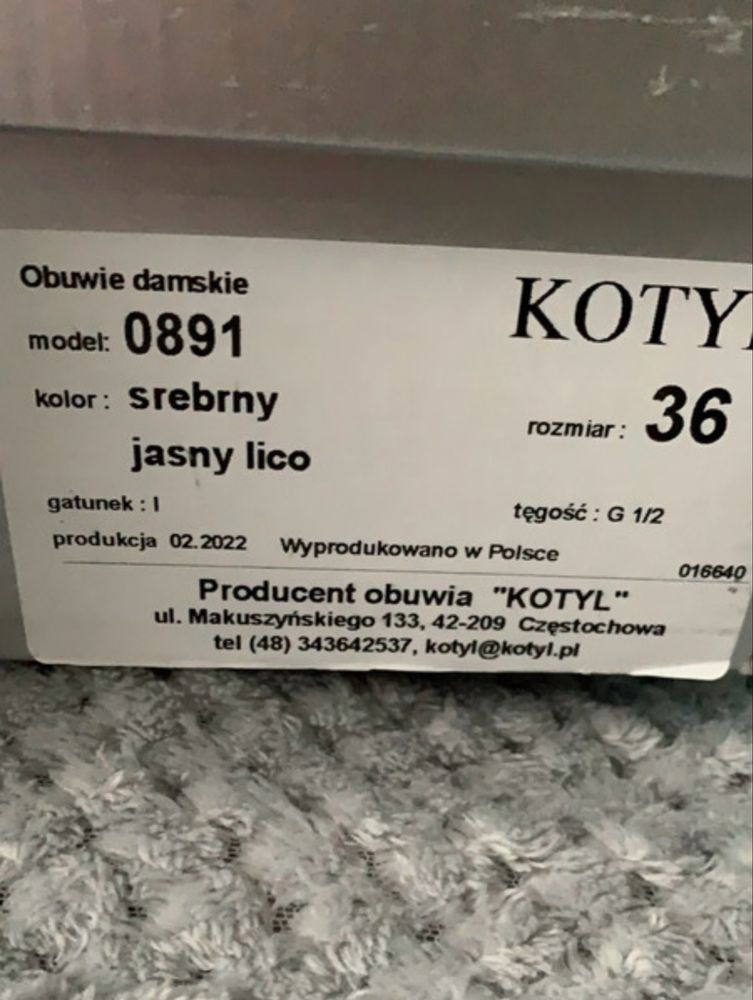 Obuwie damskie
KOTYL
model: 0891
kolor : srebrny
jasny lico
rozmiar : 36
gatunek : I
tęgość : G 1/2
produkcja 02.2022 Wyprodukowano w Polsce
016640
Producent obuwia "KOTYL"
ul. Makuszyńskiego 133, 42-209 Częstochowa
tel (48) 343642537, kotyl@kotyl.pl